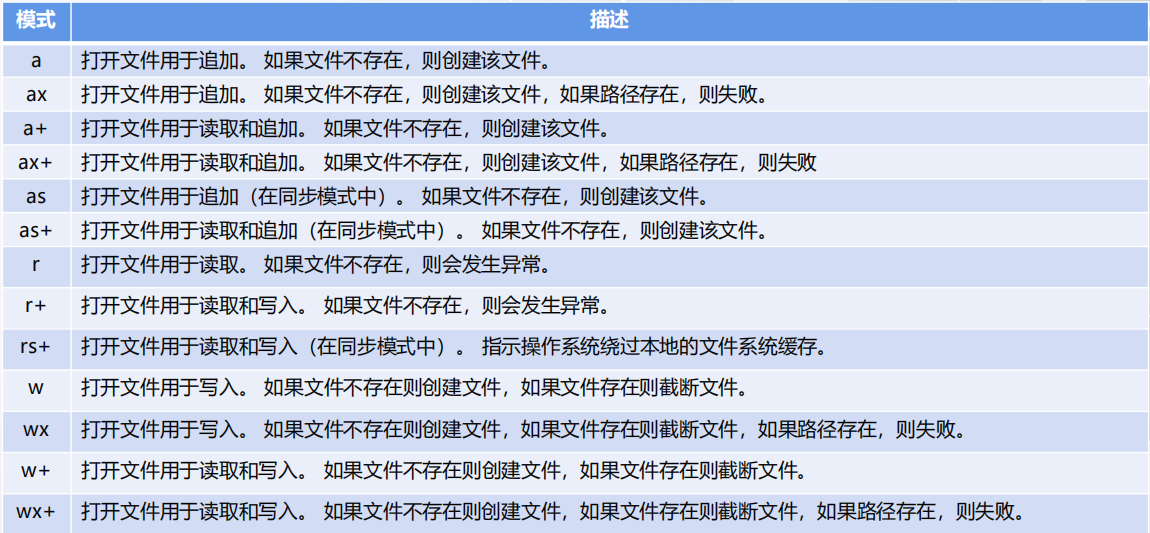 模式 描述
a 打开文件用于追加。 如果文件不存在，则创建该文件。
ax 打开文件用于追加。 如果文件不存在，则创建该文件，如果路径存在，则失败。
a+ 打开文件用于读取和追加。 如果文件不存在，则创建该文件。
ax+ 打开文件用于读取和追加。 如果文件不存在，则创建该文件，如果路径存在，则失败
as 打开文件用于追加（在同步模式中）。 如果文件不存在，则创建该文件。
as+ 打开文件用于读取和追加（在同步模式中）。 如果文件不存在，则创建该文件。
r 打开文件用于读取。 如果文件不存在，则会发生异常。
r+ 打开文件用于读取和写入。 如果文件不存在，则会发生异常。
rs+ 打开文件用于读取和写入（在同步模式中）。 指示操作系统绕过本地的文件系统缓存。
w 打开文件用于写入。 如果文件不存在则创建文件，如果文件存在则截断文件。
wx 打开文件用于写入。 如果文件不存在则创建文件，如果文件存在则截断文件，如果路径存在，则失败。
w+ 打开文件用于读取和写入。 如果文件不存在则创建文件，如果文件存在则截断文件。
wx+ 打开文件用于读取和写入。 如果文件不存在则创建文件，如果文件存在则截断文件，如果路径存在，则失败。